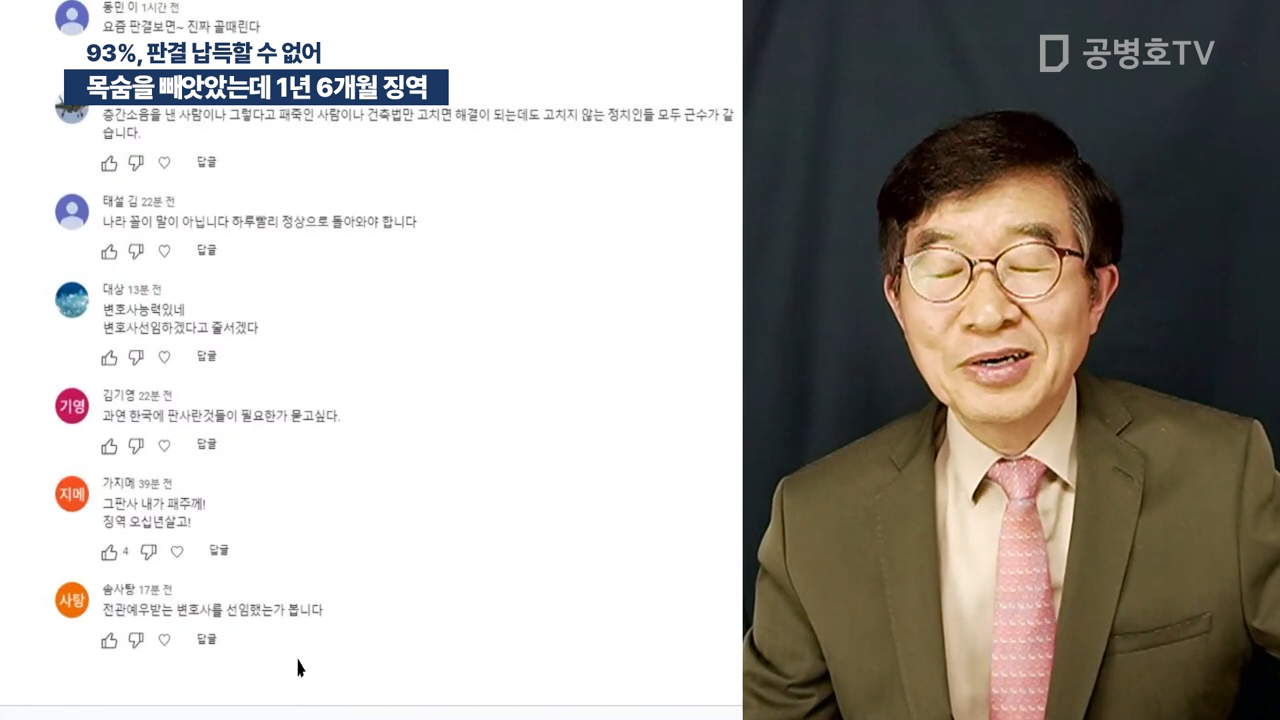 동민 이 1시간 전
요즘 판결보면~ 진짜 골때린다
93%, 판결 납득할 수 없어
목숨을 빼앗았는데 1년 6개월 징역
층간소음을 낸 사람이나 그렇다고 패죽인 사람이나 건축법만 고치면 해결이 되는데도 고치지 않는 정치인들 모두 근수가 같
습니다.
답글
태설 김 22분 전
나라 꼴이 말이 아닙니다 하루빨리 정상으로 돌아와야 합니다
답글
대상 13분 전
변호사능력있네
변호사선임하겠다고 줄서겠다
답글
기영
김기영 22분 전
과연 한국에 판사란것들이 필요한가 묻고싶다.
답글
지메
가지메 39분 전
그판사 내가 패주께!
징역 오십년살고!
4 답글
사탕
솜사탕 17분 전
전관예우받는 변호사를 선임했는가 봅니다
답글
공병호TV